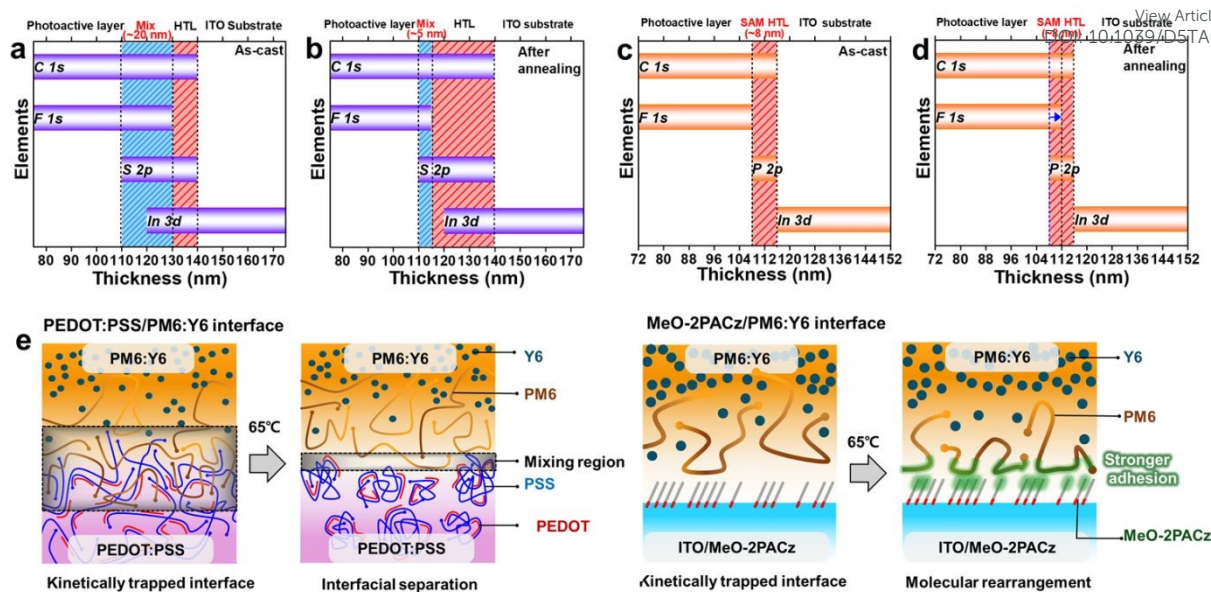 View Articl
DOI: 10.1039/D5TA
a
Photoactive layer Mix HTL ITO substrate
(~20 nm)
As-cast
C 1s
F 1s
S 2p
In 3d
Elements
80 90 100 110 120 130 140 150 160 170
Thickness (nm)
b
Photoactive layer Mix HTL ITO substrate
(~5 nm)
After
annealing
C 1s
F 1s
S 2p
In 3d
Elements
80 90 100 110 120 130 140 150 160 170
Thickness (nm)
c
Photoactive layer SAM HTL ITO substrate
(~8 nm)
As-cast
C 1s
F 1s
P 2p
In 3d
Elements
72 80 88 96 104 112 120 128 136 144 152
Thickness (nm)
d
Photoactive layer SAM HTL ITO substrate
(~8 nm)
After
annealing
C 1s
F 1s
P 2p
In 3d
Elements
72 80 88 96 104 112 120 128 136 144 152
Thickness (nm)
e
PEDOT:PSS/PM6:Y6 interface
PM6:Y6
PEDOT:PSS
Kinetically trapped interface
65℃
PM6:Y6
Y6
PM6
Mixing region
PSS
PEDOT
PEDOT:PSS
Interfacial separation
MeO-2PACz/PM6:Y6 interface
PM6:Y6
ITO/MeO-2PACz
Kinetically trapped interface
65℃
PM6:Y6
Y6
PM6
Stronger
adhesion
MeO-2PACz
ITO/MeO-2PACz
Molecular rearrangement